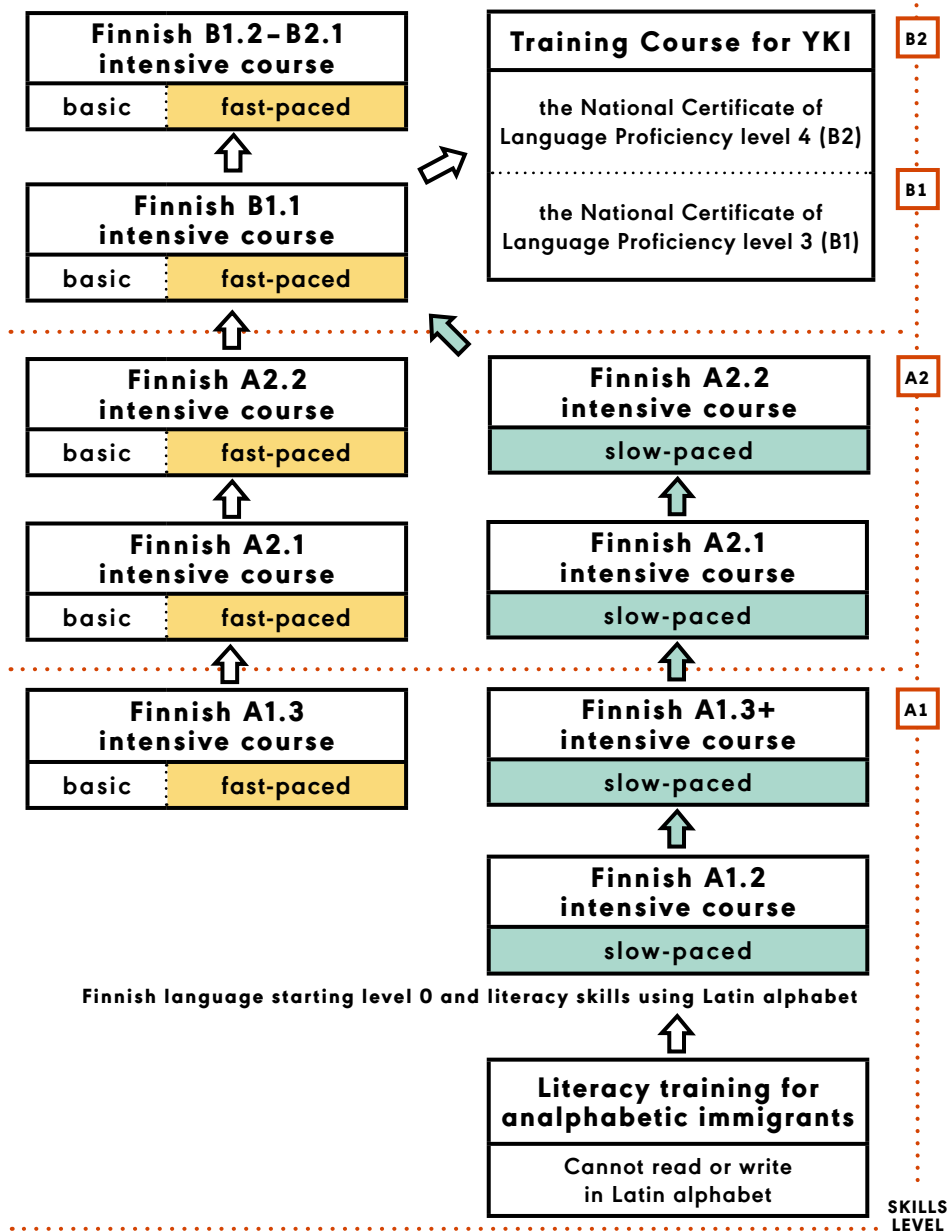 Finnish B1.2–B2.1
intensive course
basic
fast-paced
Training Course for YKI
the National Certificate of
Language Proficiency level 4 (B2)
the National Certificate of
Language Proficiency level 3 (B1)
B2
B1
Finnish B1.1
intensive course
basic
fast-paced
Finnish A2.2
intensive course
basic
fast-paced
Finnish A2.2
intensive course
slow-paced
A2
Finnish A2.1
intensive course
basic
fast-paced
Finnish A2.1
intensive course
slow-paced
Finnish A1.3
intensive course
basic
fast-paced
Finnish A1.3+
intensive course
slow-paced
A1
Finnish A1.2
intensive course
slow-paced
Finnish language starting level 0 and literacy skills using Latin alphabet
Literacy training for
analphabetic immigrants
Cannot read or write
in Latin alphabet
SKILLS
LEVEL